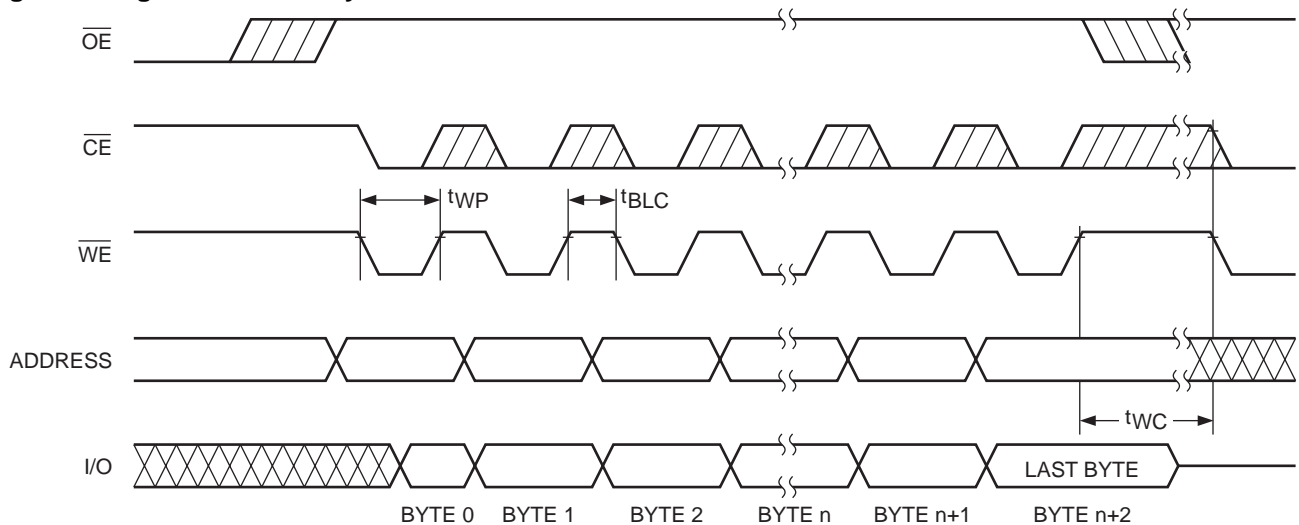 OE
CE
tWP
tBLC
WE
ADDRESS
tWC
I/O
LAST BYTE
BYTE 0 BYTE 1 BYTE 2 BYTE n BYTE n+1 BYTE n+2